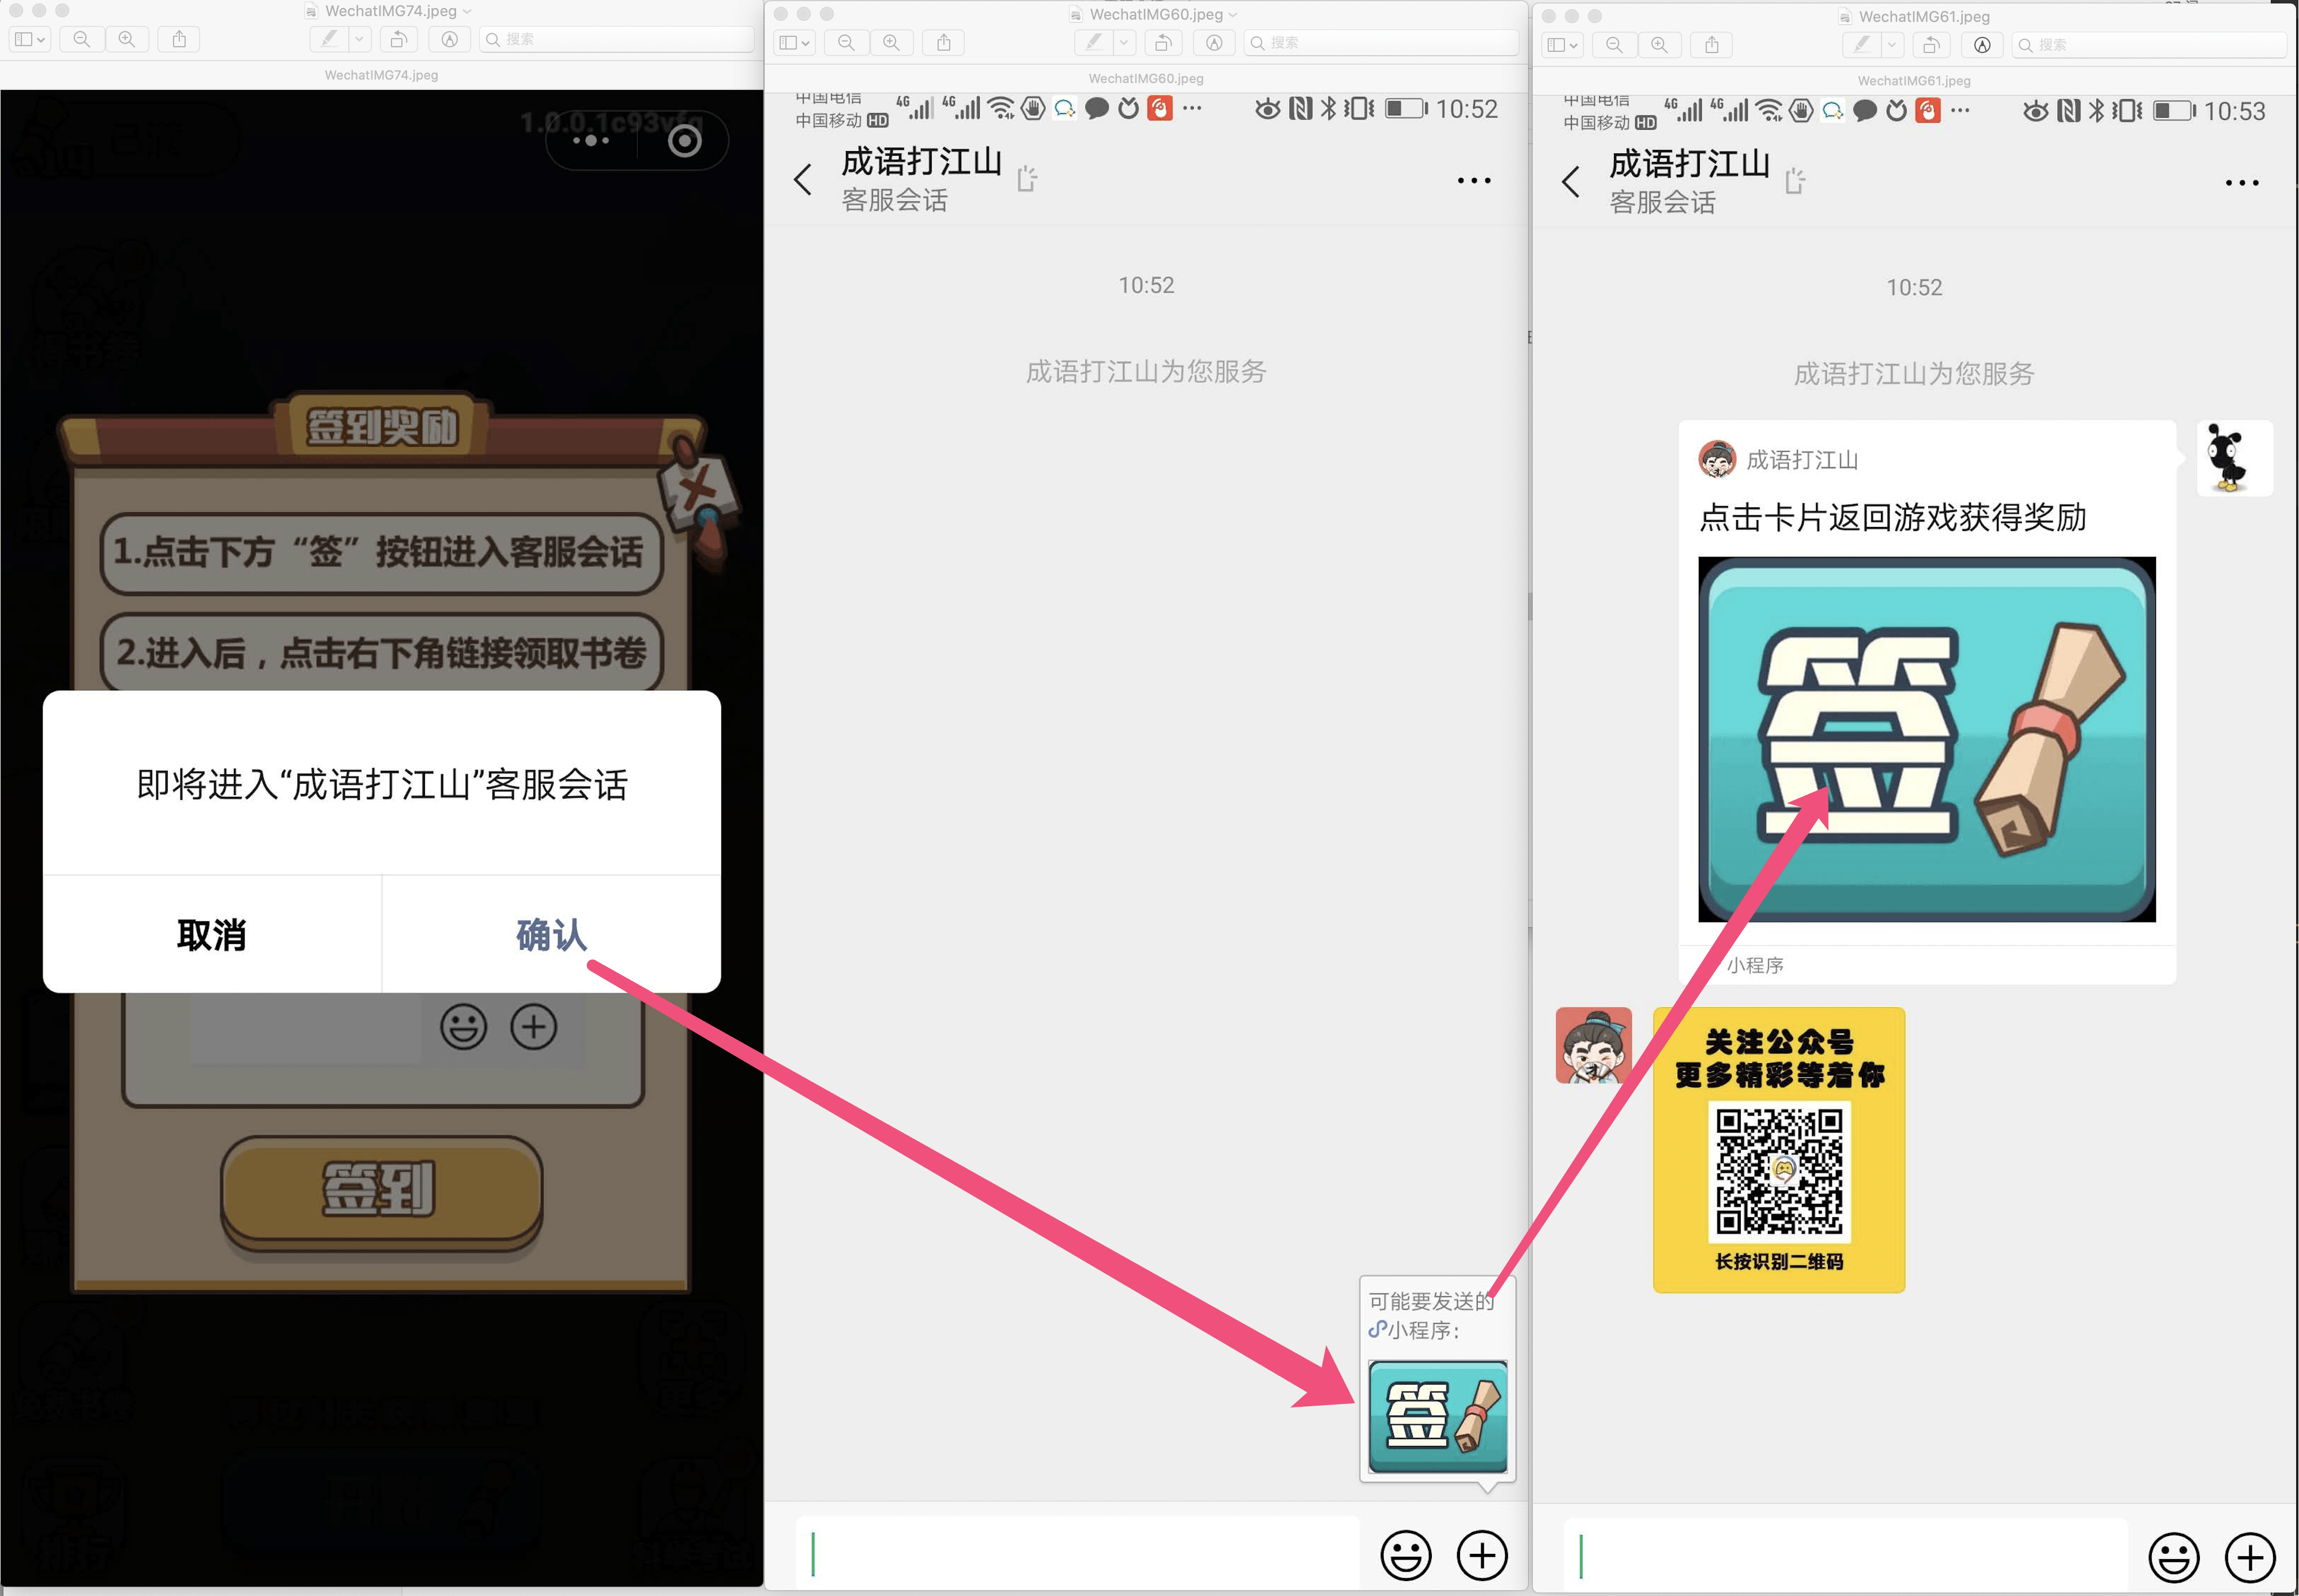 WechatIMG74.jpeg
搜索
WechatIMG74.jpeg
1.0.0.1c93vfg
签到奖励
1.点击下方“签”按钮进入客服会话
2.进入后，点击右下角链接领取书卷
即将进入“成语打江山”客服会话
取消
确认
签到
排行
WechatIMG60.jpeg
搜索
WechatIMG60.jpeg
中国电信
中国移动 HD
4G
4G
10:52
成语打江山
客服会话
10:52
成语打江山为您服务
可能要发送的
小程序:
签
WechatIMG61.jpeg
搜索
WechatIMG61.jpeg
中国电信
中国移动 HD
4G
4G
10:53
成语打江山
客服会话
10:52
成语打江山为您服务
成语打江山
点击卡片返回游戏获得奖励
签
小程序
关注公众号
更多精彩等着你
长按识别二维码